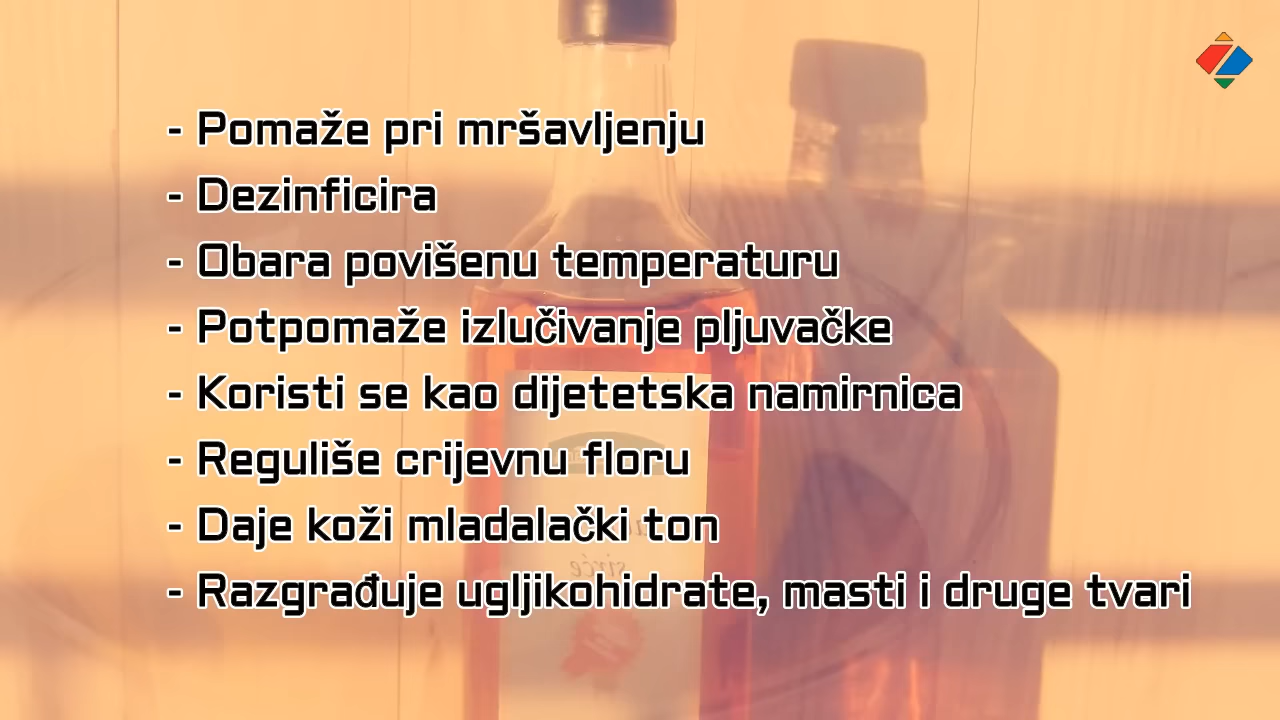 - Pomaže pri mršavljenju
- Dezinficira
- Obara povišenu temperaturu
- Potpomaže izlučivanje pljuvačke
- Koristi se kao dijetetska namirnica
- Reguliše crijevnu floru
- Daje koži mladalački ton
- Razgrađuje ugljikohidrate, masti i druge tvari
sirće